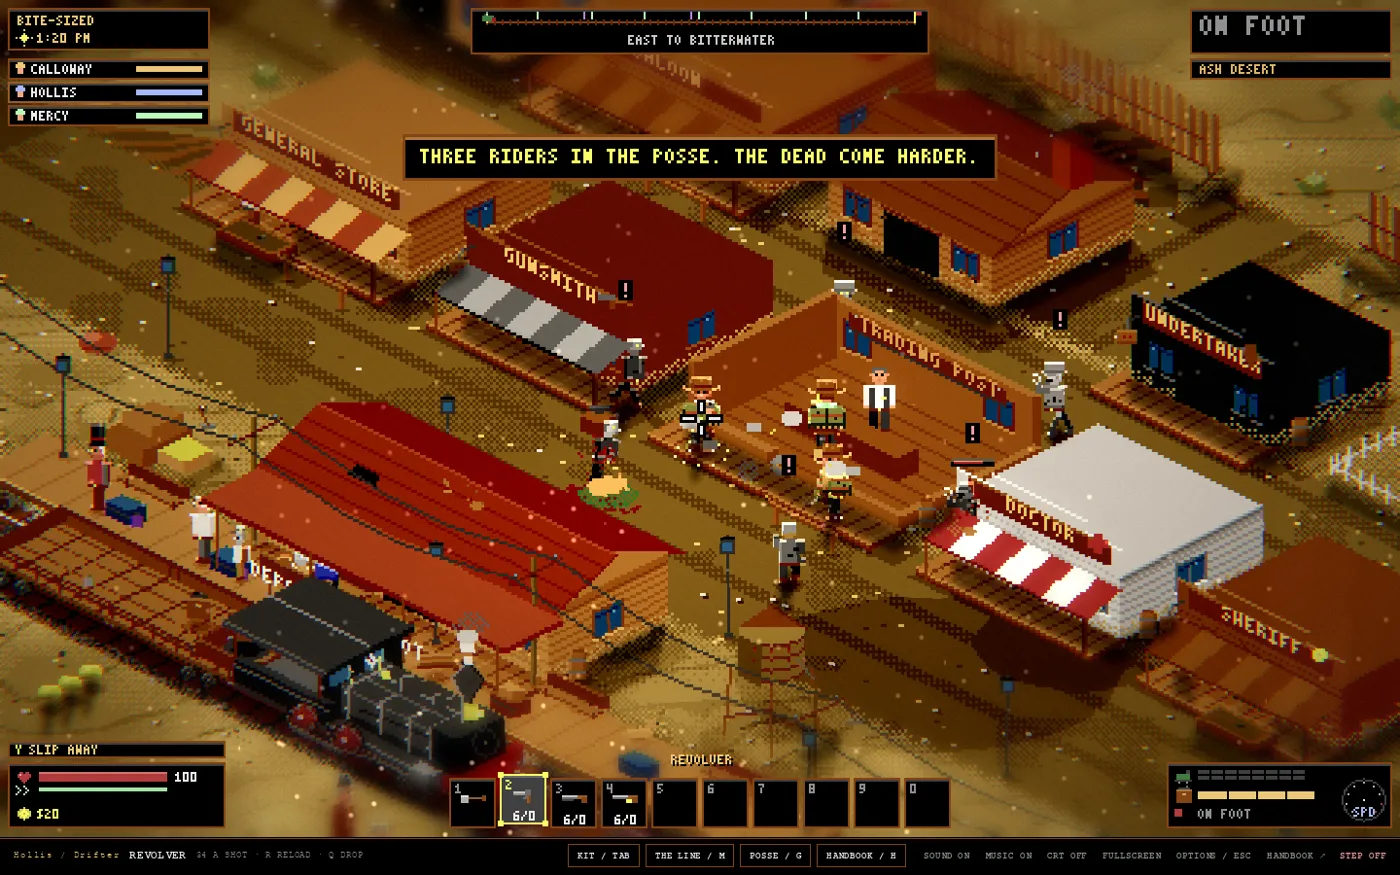 BITE-SIZED
1:20 PM
CALLOWAY
HOLLIS
MERCY
EAST TO BITTERWATER
ON FOOT
ASH DESERT
THREE RIDERS IN THE POSSE. THE DEAD COME HARDER.
SALOON
GENERAL STORE
GUNSMITH
!
!
!
!
!
TRADING POST
UNDERTAKE
DOCTOR
SHERIFF
Y SLIP AWAY
100
$20
REVOLVER
1
2
6/0
3
6/0
4
6/0
5
6
7
8
9
0
ON FOOT
SPD
Hollis / Drifter REVOLVER 34 A SHOT · R RELOAD · Q DROP
KIT / TAB
THE LINE / M
POSSE / G
HANDBOOK / H
SOUND ON
MUSIC ON
CRT OFF
FULLSCREEN
OPTIONS / ESC
HANDBOOK ↗
STEP OFF